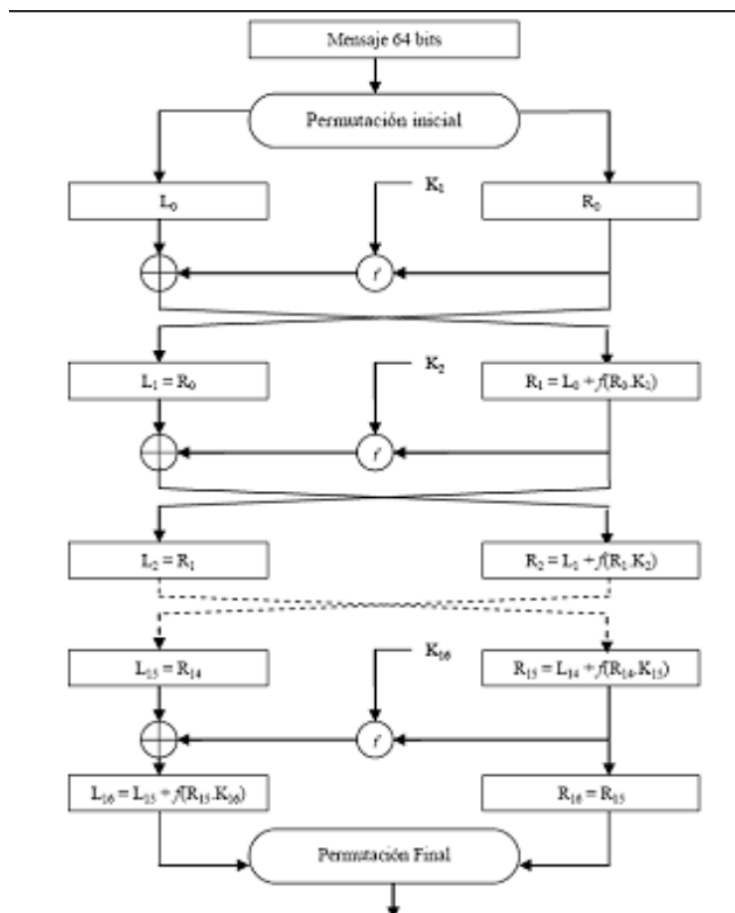 Mensaje 64 bits
Permutación inicial
K₁
L₀
R₀
f
K₂
L₁ = R₀
R₁ = L₀ + f(R₀.K₁)
f
L₂ = R₁
R₂ = L₁ + f(R₁.K₂)
K₁₆
L₁₅ = R₁₄
R₁₅ = L₁₄ + f(R₁₄.K₁₅)
f
L₁₆ = L₁₅ + f(R₁₅.K₁₆)
R₁₆ = R₁₅
Permutación Final